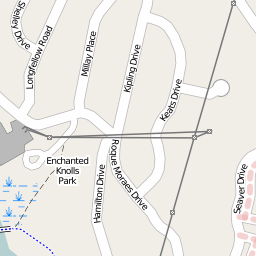 Shelley Drive
Longfellow Road
Millay Place
Kipling Drive
Keats Drive
Enchanted
Knolls
Park
Hamilton Drive
Roque Moraes Drive
Seaver Drive